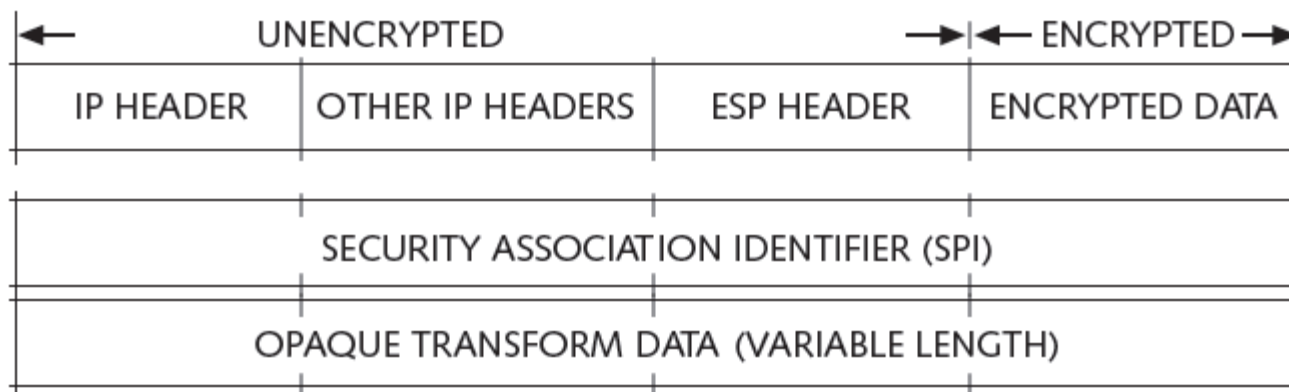 UNENCRYPTED ENCRYPTED
IP HEADER OTHER IP HEADERS ESP HEADER ENCRYPTED DATA
SECURITY ASSOCIATION IDENTIFIER (SPI)
OPAQUE TRANSFORM DATA (VARIABLE LENGTH)